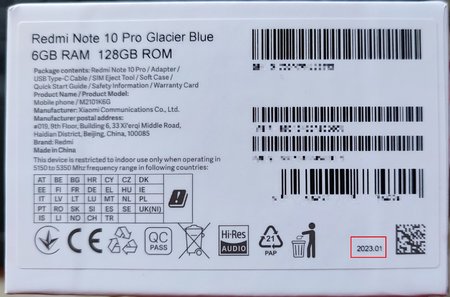 Redmi Note 10 Pro Glacier Blue
6GB RAM 128GB ROM
Package contents: Redmi Note 10 Pro / Adapter /
USB Type-C Cable / SIM Eject Tool / Soft Case /
Quick Start Guide / Safety Information / Warranty Card
Product Name / Product Model:
Mobile phone / M2101K6G
Manufacturer: Xiaomi Communications Co., Ltd.
Manufacturer postal address:
#019, 9th Floor, Building 6, 33 Xi'erqi Middle Road,
Haidian District, Beijing, China, 100085
Brand: Redmi
Made in China
This device is restricted to indoor use only when operating in
5150 to 5350 Mhz frequency range in following countries:
AT BE BG HR CY CZ DK
EE FI FR DE EL HU IE
IT LV LT LU MT NL PL
PT RO SK SI ES SE UK(NI)
IS LI NO CH TR
CE
QC
PASS
Hi-Res
AUDIO
21
PAP
2023.01